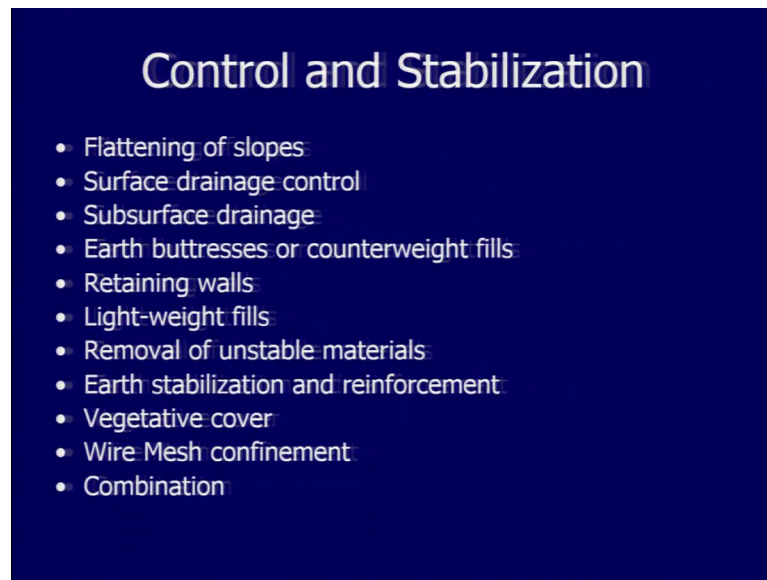 Control and Stabilization
• Flattening of slopes
• Surface drainage control
• Subsurface drainage
• Earth buttresses or counterweight fills
• Retaining walls
• Light-weight fills
• Removal of unstable materials
• Earth stabilization and reinforcement
• Vegetative cover
• Wire Mesh confinement
• Combination